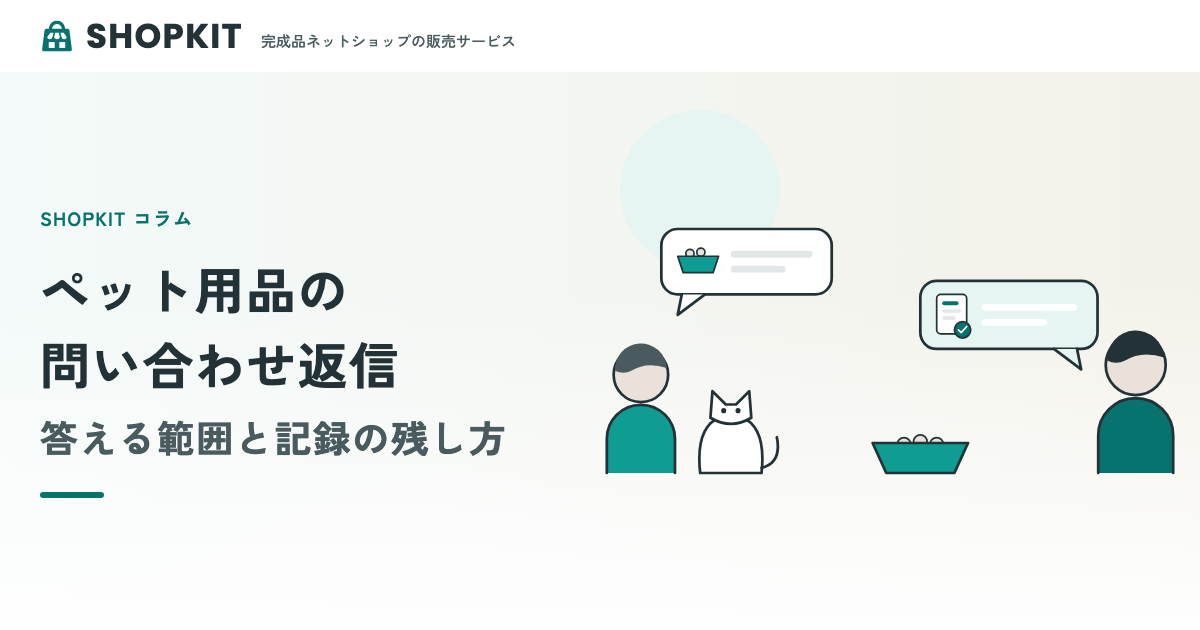 SHOPKIT 完成品ネットショップの販売サービス
SHOPKIT コラム
ペット用品の
問い合わせ返信
答える範囲と記録の残し方